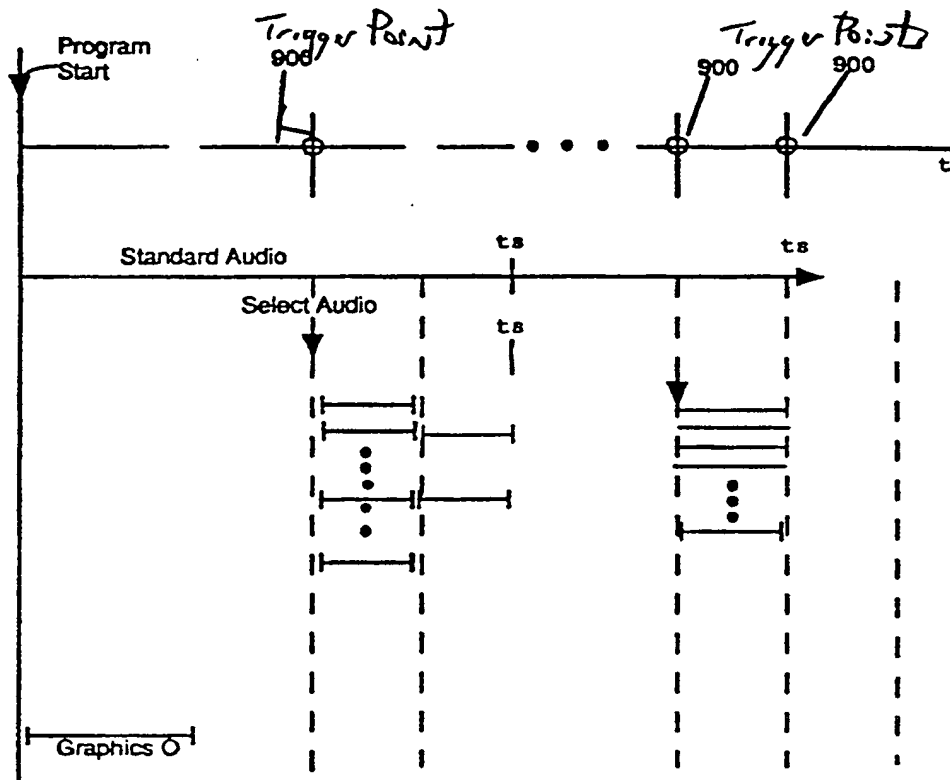 Trigger Point
Trigger Points
Program
Start
900
900
900
t
Standard Audio
ts
ts
Select Audio
ts
Graphics O